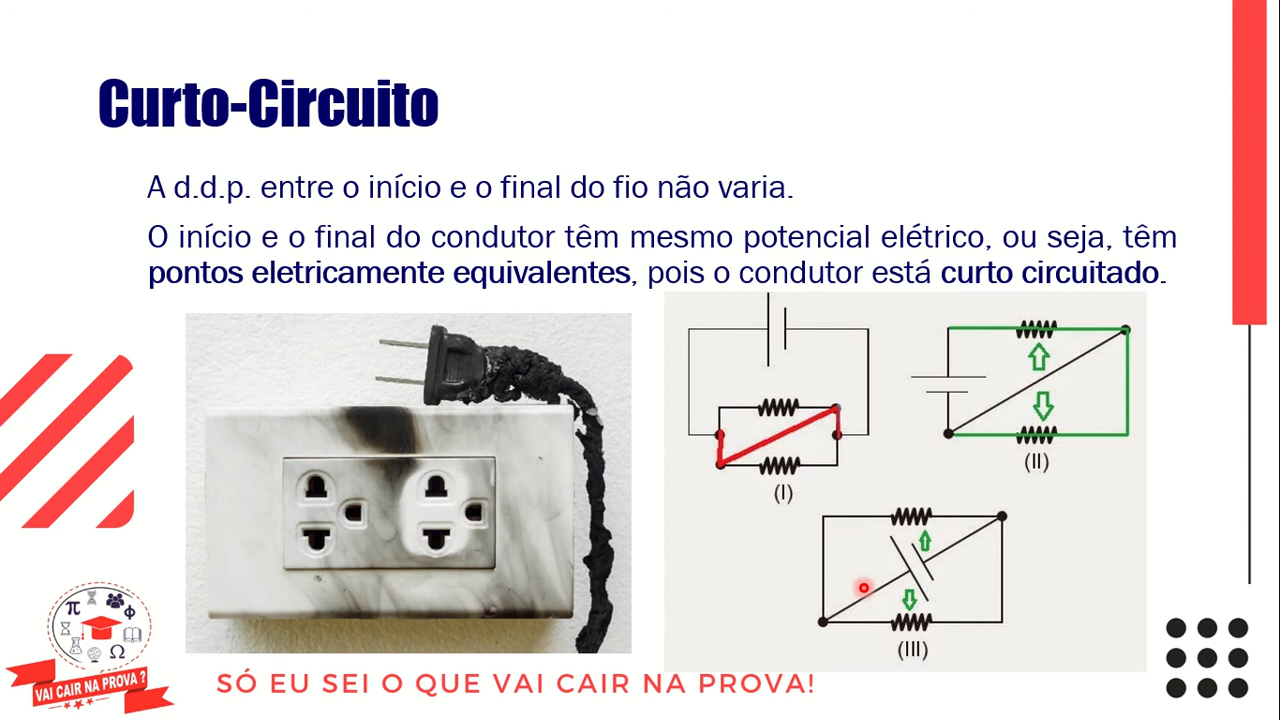 Curto-Circuito
A d.d.p. entre o início e o final do fio não varia.
O início e o final do condutor têm mesmo potencial elétrico, ou seja, têm
pontos eletricamente equivalentes, pois o condutor está curto circuitado.
(I)
(II)
(III)
π
Φ
Ω
VAI CAIR NA PROVA ?
SÓ EU SEI O QUE VAI CAIR NA PROVA!